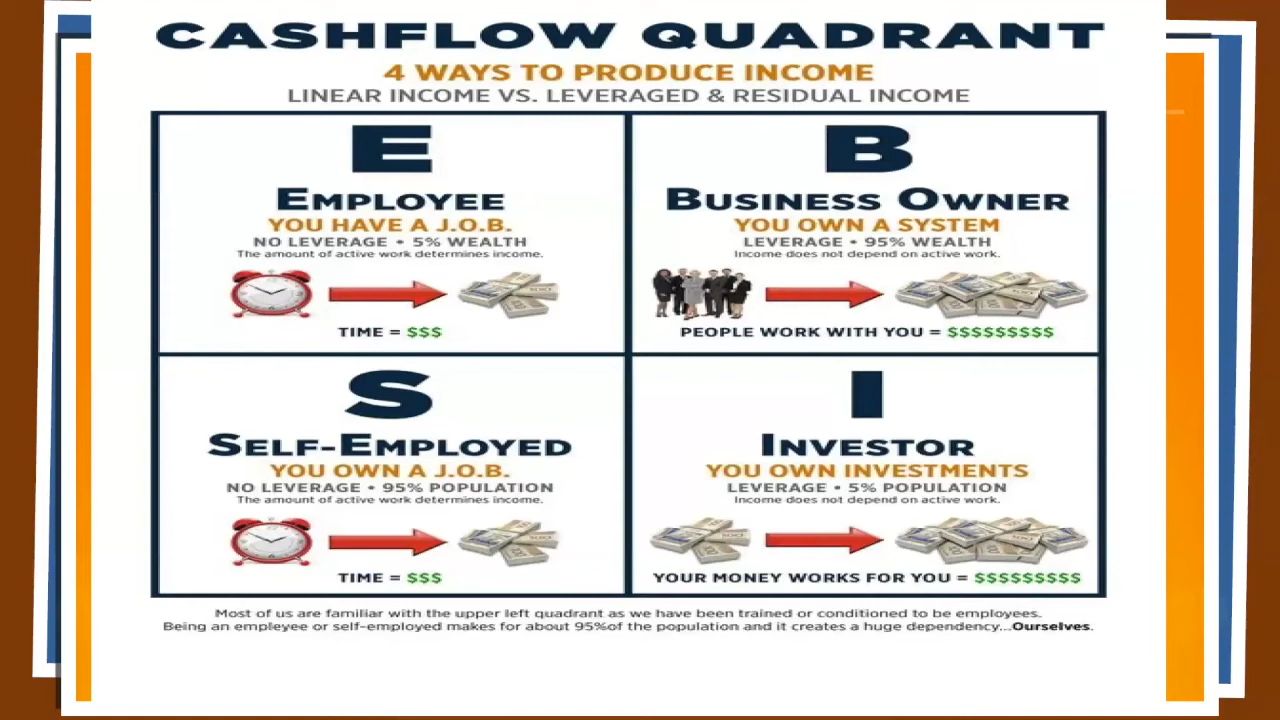 CASHFLOW QUADRANT
4 WAYS TO PRODUCE INCOME
LINEAR INCOME VS. LEVERAGED & RESIDUAL INCOME
E
EMPLOYEE
YOU HAVE A J.O.B.
NO LEVERAGE • 5% WEALTH
The amount of active work determines income.
TIME = $$$
B
BUSINESS OWNER
YOU OWN A SYSTEM
LEVERAGE • 95% WEALTH
Income does not depend on active work.
PEOPLE WORK WITH YOU = $$$$$$$$$
S
SELF-EMPLOYED
YOU OWN A J.O.B.
NO LEVERAGE • 95% POPULATION
The amount of active work determines income.
TIME = $$$
I
INVESTOR
YOU OWN INVESTMENTS
LEVERAGE • 5% POPULATION
Income does not depend on active work.
YOUR MONEY WORKS FOR YOU = $$$$$$$$$
Most of us are familiar with the upper left quadrant as we have been trained or conditioned to be employees.
Being an empleyee or self-employed makes for about 95%of the population and it creates a huge dependency...Ourselves.